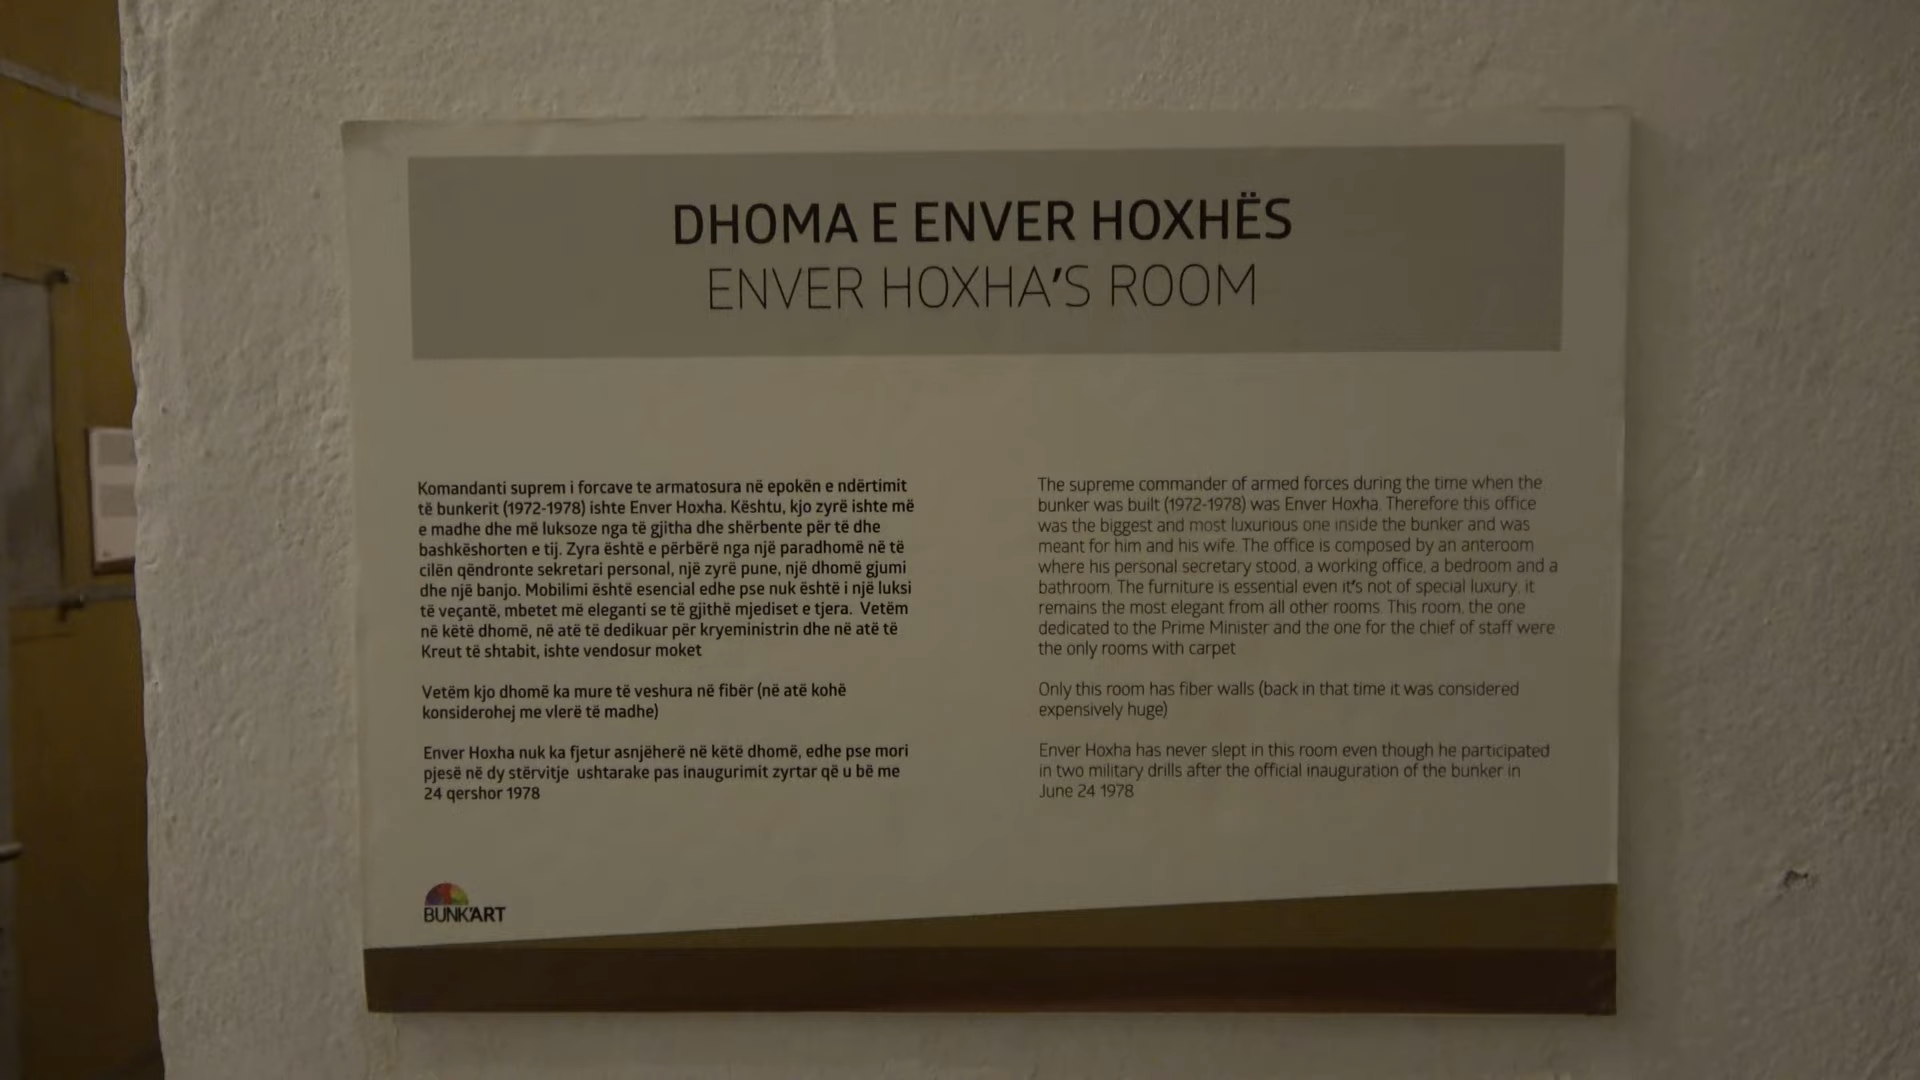 DHOMA E ENVER HOXHËS
ENVER HOXHA'S ROOM
Komandanti suprem i forcave te armatosura në epokën e ndërtimit
të bunkerit (1972-1978) ishte Enver Hoxha. Kështu, kjo zyrë ishte më
e madhe dhe më luksoze nga të gjitha dhe shërbente për të dhe
bashkëshorten e tij. Zyra është e përbërë nga një paradhomë në të
cilën qëndronte sekretari personal, një zyrë pune, një dhomë gjumi
dhe një banjo. Mobilimi është esencial edhe pse nuk është i një luksi
të veçantë, mbetet më eleganti se të gjithë mjediset e tjera. Vetëm
në këtë dhomë, në atë të dedikuar për kryeministrin dhe në atë të
Kreut të shtabit, ishte vendosur moket
Vetëm kjo dhomë ka mure të veshura në fibër (në atë kohë
konsiderohej me vlerë të madhe)
Enver Hoxha nuk ka fjetur asnjëherë në këtë dhomë, edhe pse mori
pjesë në dy stërvitje ushtarake pas inaugurimit zyrtar që u bë me
24 qershor 1978
The supreme commander of armed forces during the time when the
bunker was built (1972-1978) was Enver Hoxha. Therefore this office
was the biggest and most luxurious one inside the bunker and was
meant for him and his wife. The office is composed by an anteroom
where his personal secretary stood, a working office, a bedroom and a
bathroom. The furniture is essential even it's not of special luxury, it
remains the most elegant from all other rooms. This room, the one
dedicated to the Prime Minister and the one for the chief of staff were
the only rooms with carpet
Only this room has fiber walls (back in that time it was considered
expensively huge)
Enver Hoxha has never slept in this room even though he participated
in two military drills after the official inauguration of the bunker in
June 24 1978
BUNK'ART